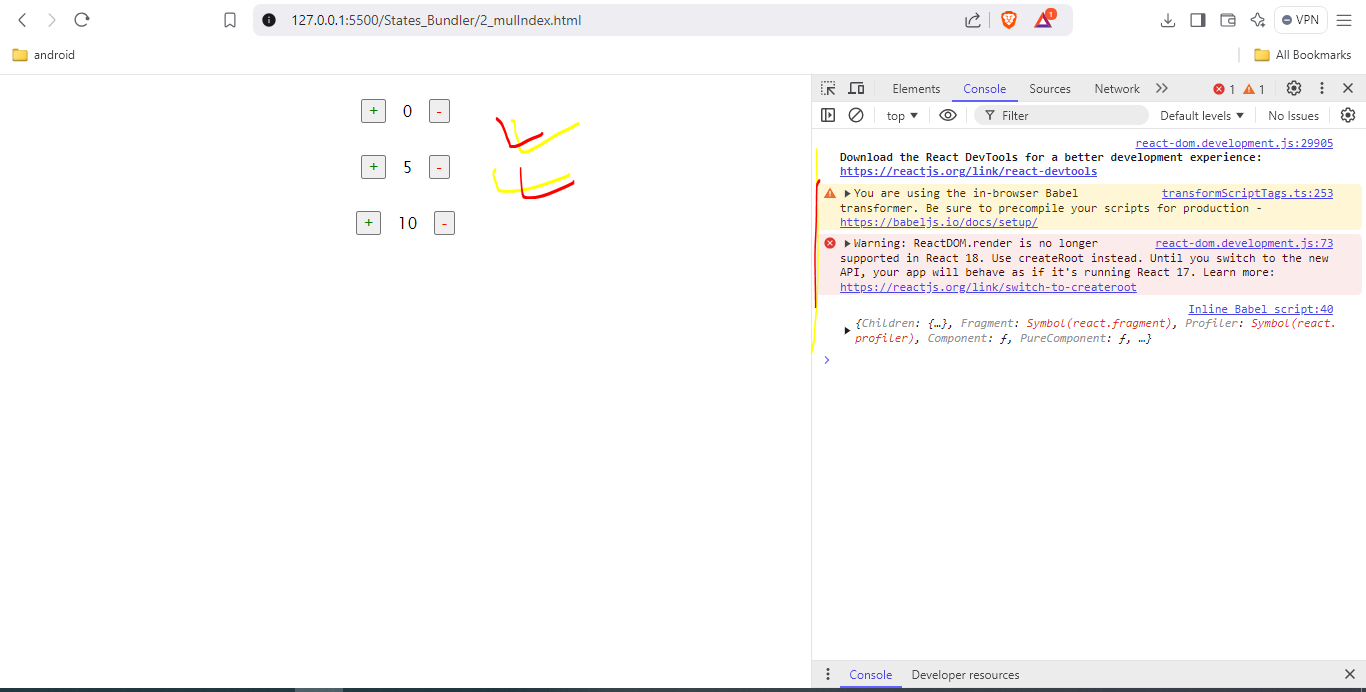 127.0.0.1:5500/States_Bundler/2_mulIndex.html
1
VPN
android
All Bookmarks
Elements Console Sources Network 1 1
top Filter Default levels No Issues
+ 0 -
+ 5 -
+ 10 -
react-dom.development.js:29905
Download the React DevTools for a better development experience:
https://reactjs.org/link/react-devtools
You are using the in-browser Babel transformScriptTags.ts:253
transformer. Be sure to precompile your scripts for production -
https://babeljs.io/docs/setup/
Warning: ReactDOM.render is no longer react-dom.development.js:73
supported in React 18. Use createRoot instead. Until you switch to the new
API, your app will behave as if it's running React 17. Learn more:
https://reactjs.org/link/switch-to-createroot
Inline Babel script:40
{Children: {…}, Fragment: Symbol(react.fragment), Profiler: Symbol(react.
profiler), Component: ƒ, PureComponent: ƒ, …}
Console Developer resources